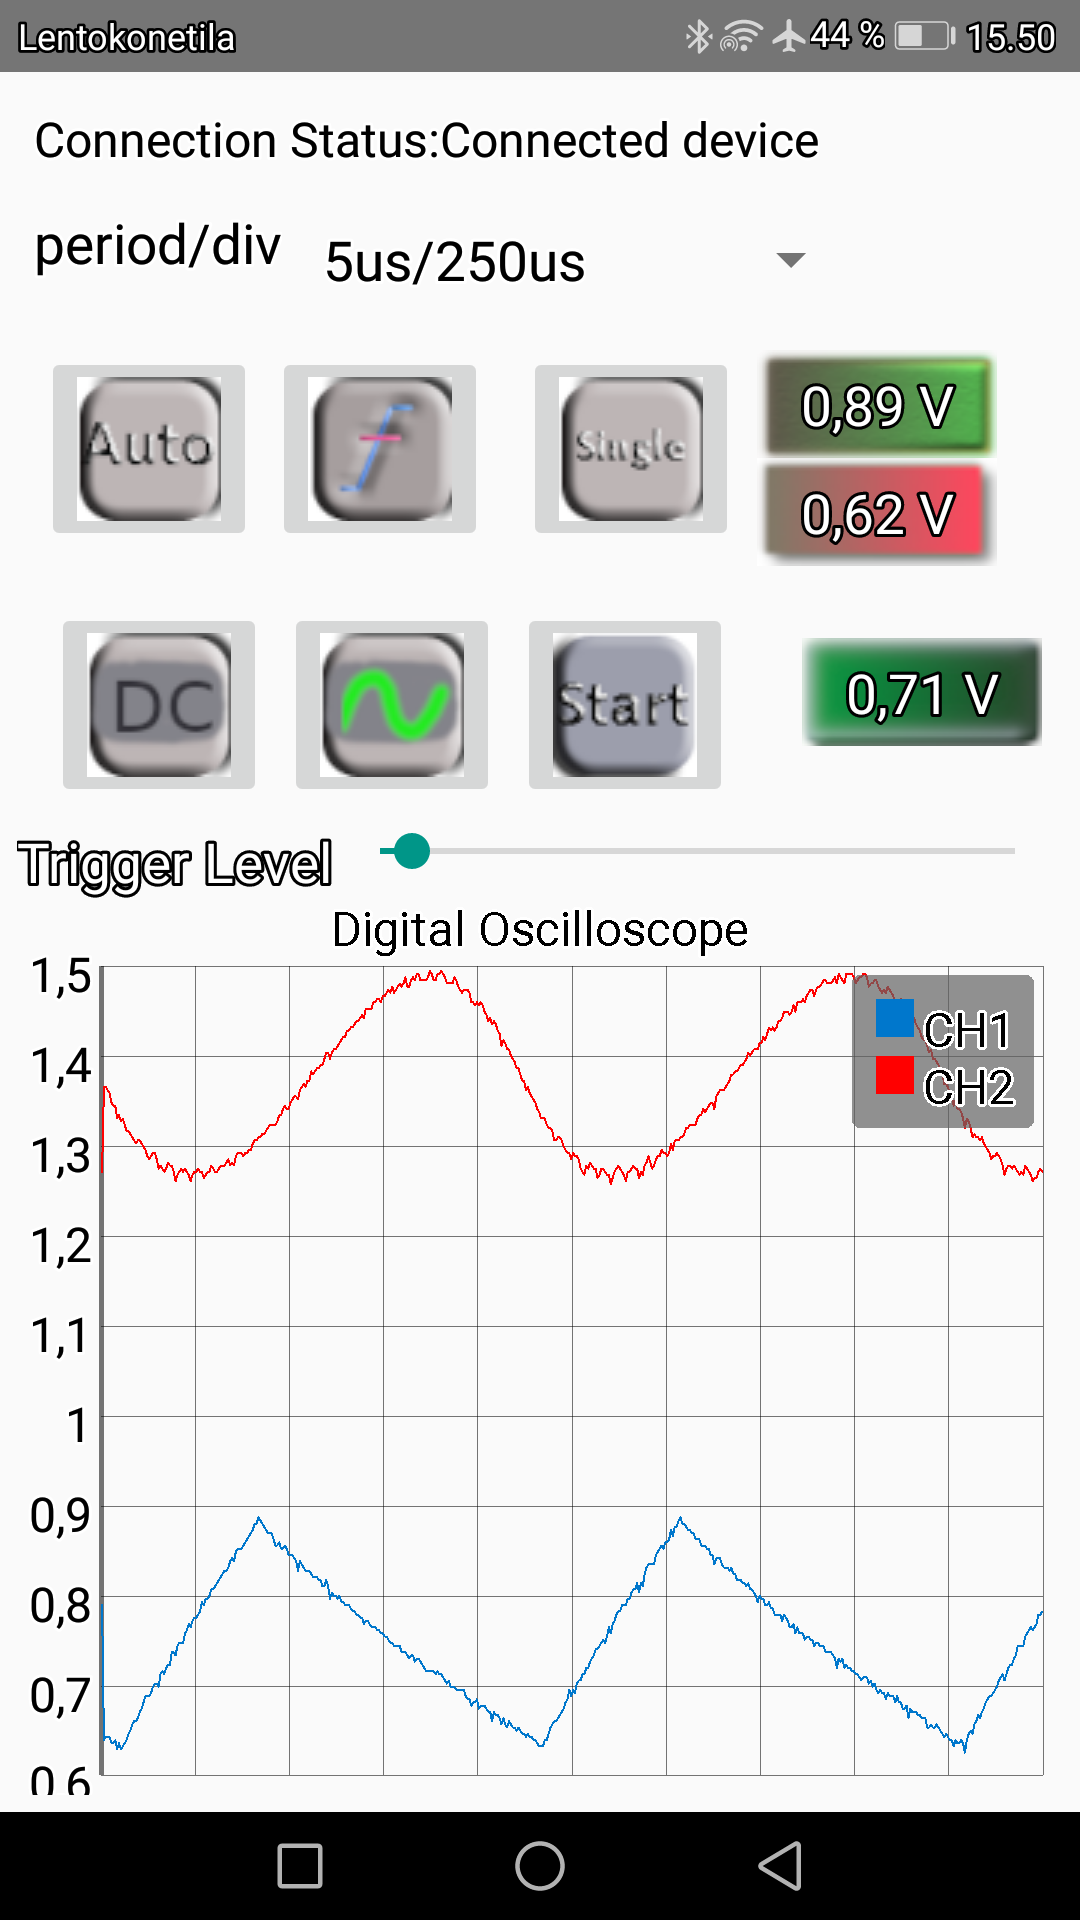 Lentokonetila 44 % 15.50
Connection Status:Connected device
period/div 5us/250us
Auto Single 0,89 V
0,62 V
DC Start 0,71 V
Trigger Level
Digital Oscilloscope
1,5
CH1
1,4
CH2
1,3
1,2
1,1
1
0,9
0,8
0,7
0,6